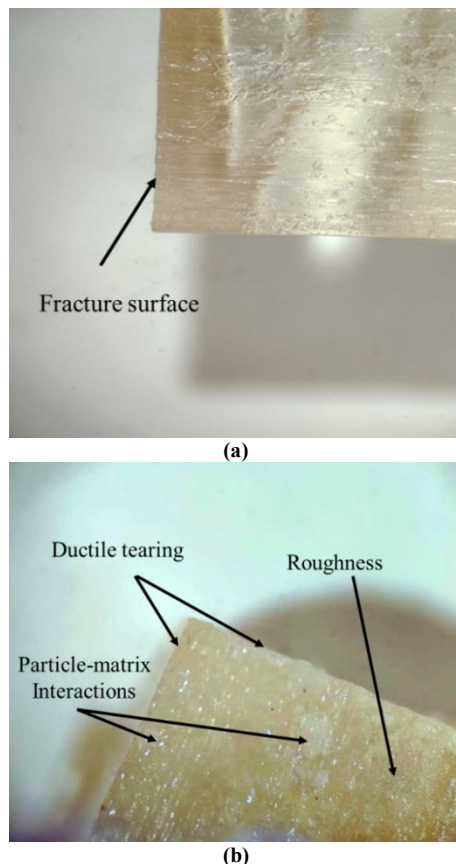 Fracture surface
(a)
Ductile tearing
Roughness
Particle-matrix
Interactions
(b)